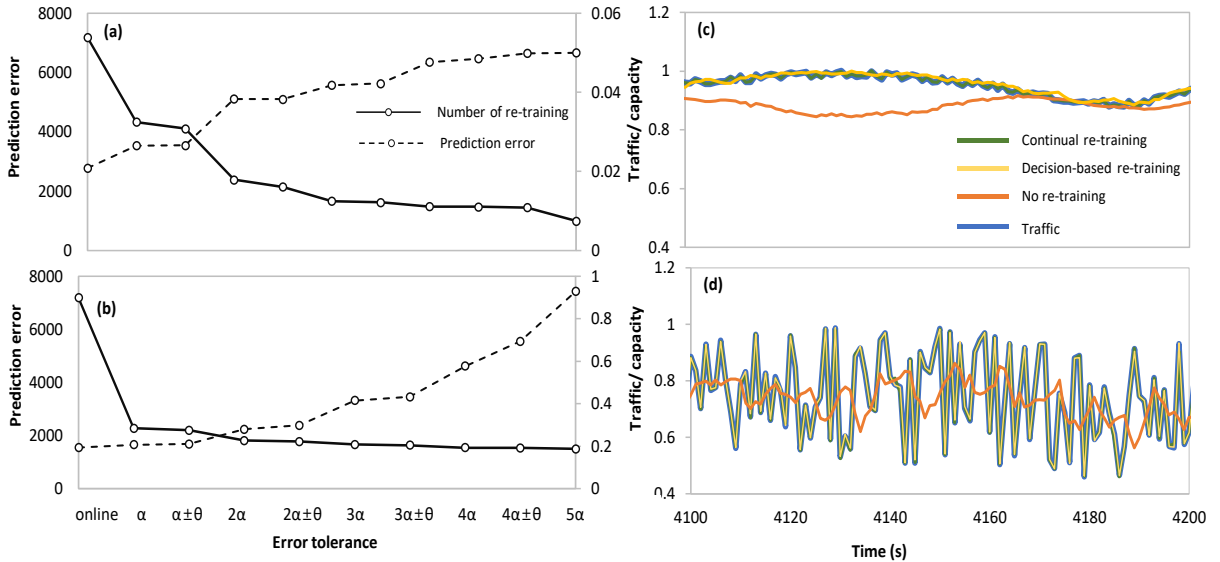 (a)
Prediction error
8000
6000
4000
2000
0
0.06
0.04
0.02
0
Number of re-training
Prediction error
(b)
Prediction error
8000
6000
4000
2000
0
1
0.8
0.6
0.4
0.2
0
online α α±θ 2α 2α±θ 3α 3α±θ 4α 4α±θ 5α
Error tolerance
(c)
Traffic/ capacity
1.2
1
0.8
0.6
0.4
Continual re-training
Decision-based re-training
No re-training
Traffic
(d)
Traffic/ capacity
1.2
1
0.8
0.6
0.4
4100 4120 4140 4160 4180 4200
Time (s)